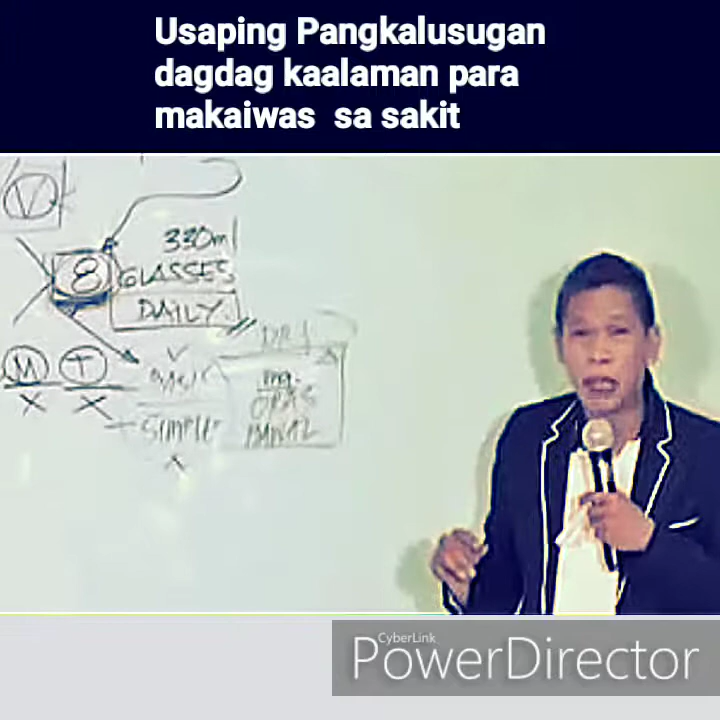 Usaping Pangkalusugan
dagdag kaalaman para
makaiwas sa sakit
V
330ml
8 GLASSES
DAILY
M T
X X
SIMPLE
X
CyberLink
PowerDirector